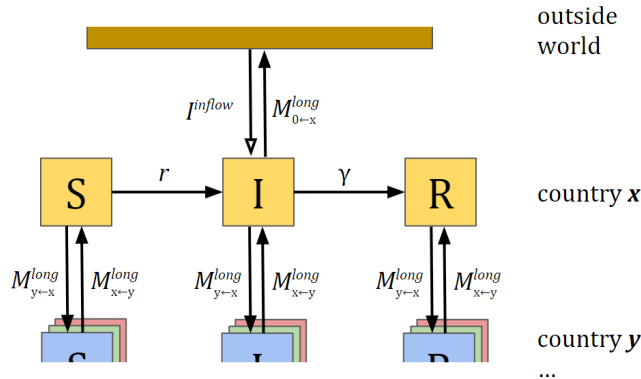 outside
world
I^inflow M^long_0←x
S r I γ R country x
M^long_y←x M^long_x←y M^long_y←x M^long_x←y M^long_y←x M^long_x←y
S I R country y
...